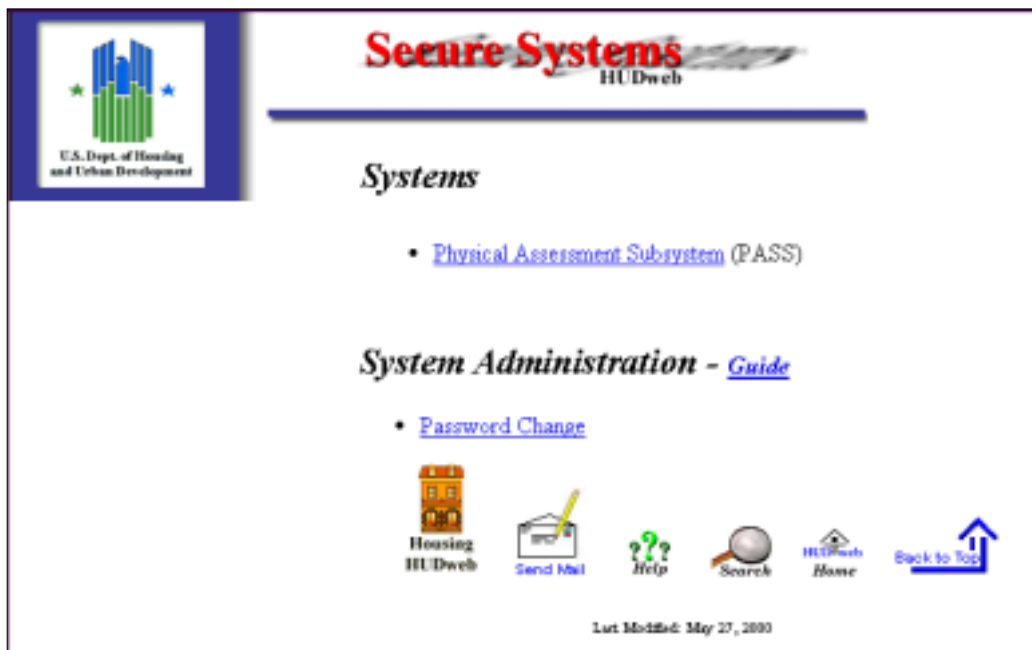 Secure Systems
HUDweb
U.S. Dept. of Housing
and Urban Development
Systems
• Physical Assessment Subsystem (PASS)
System Administration - Guide
• Password Change
Housing
HUDweb
Send Mail
???
Help
Search
HUDweb
Home
Back to Top
Last Modified: May 27, 2000